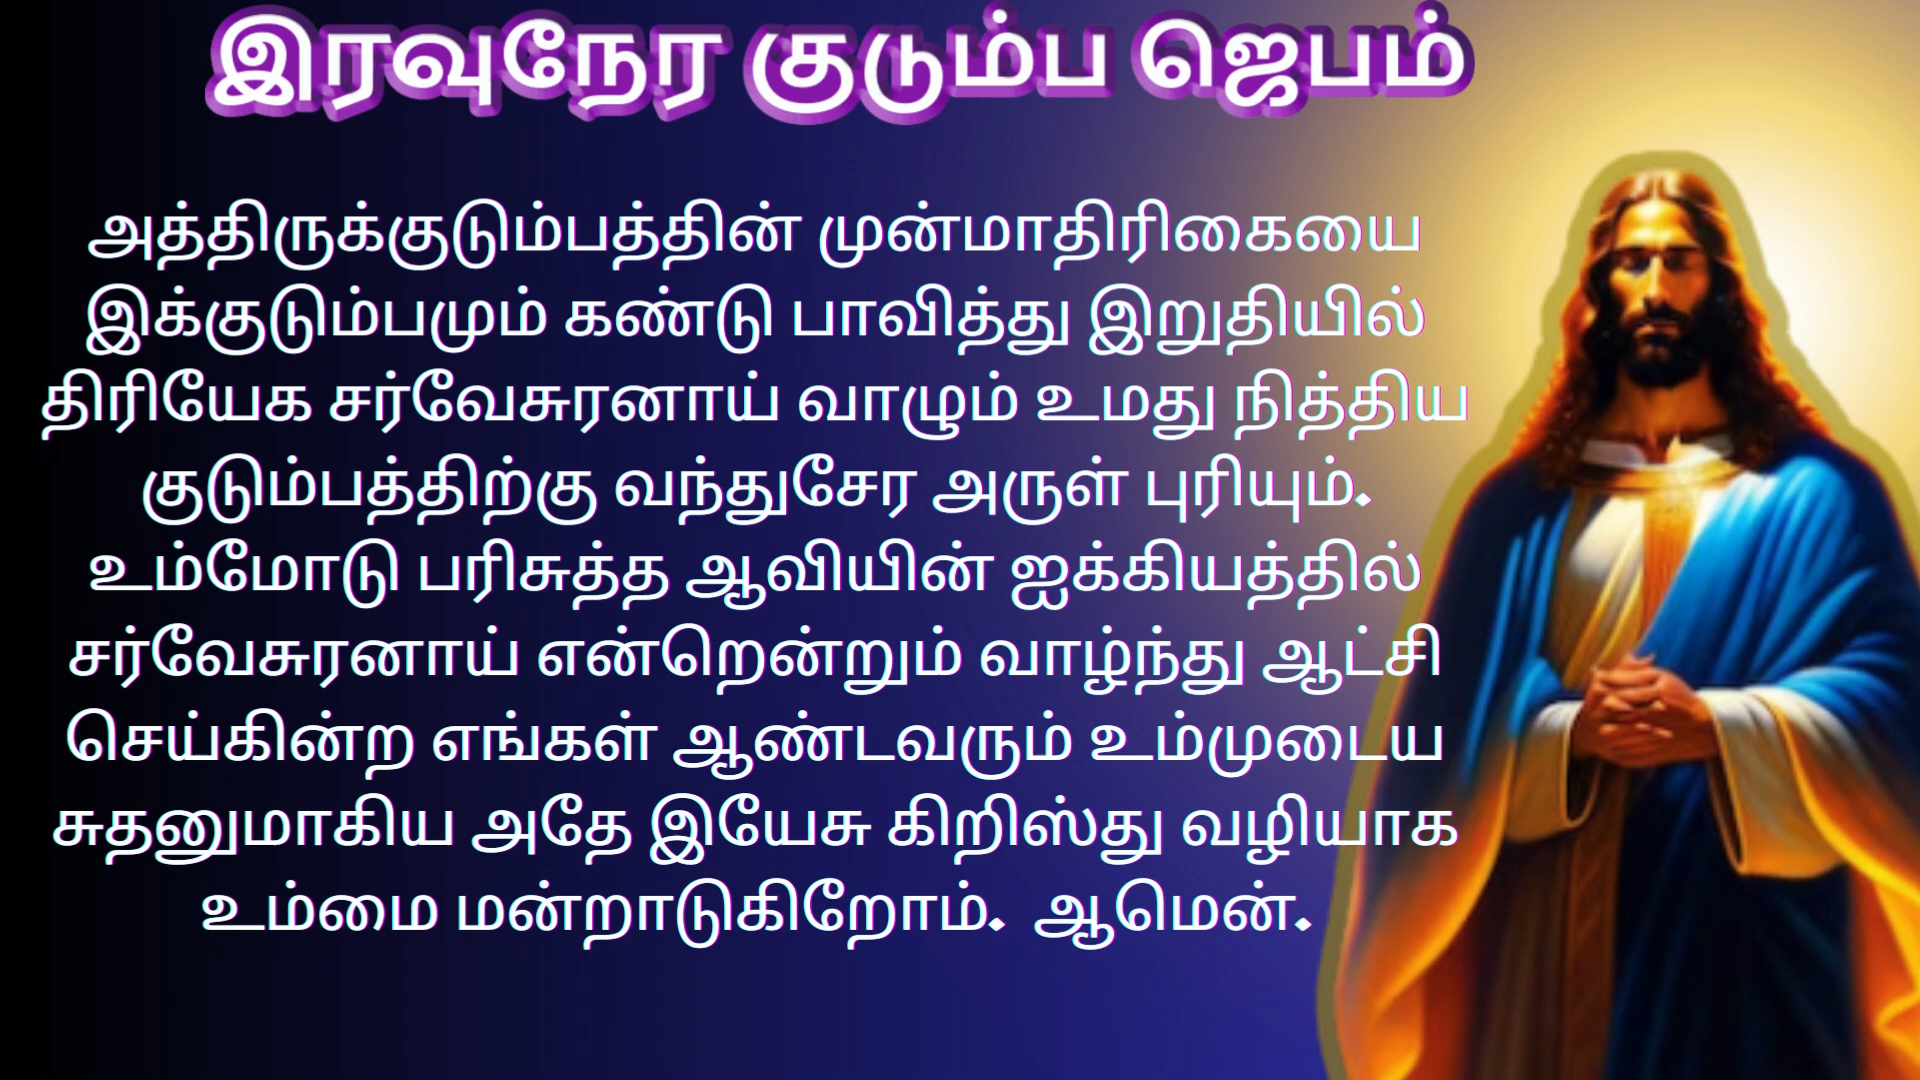 இரவுநேர குடும்ப ஜெபம்
அத்திருக்குடும்பத்தின் முன்மாதிரிகையை
இக்குடும்பமும் கண்டு பாவித்து இறுதியில்
திரியேக சர்வேசுரனாய் வாழும் உமது நித்திய
குடும்பத்திற்கு வந்துசேர அருள் புரியும்.
உம்மோடு பரிசுத்த ஆவியின் ஐக்கியத்தில்
சர்வேசுரனாய் என்றென்றும் வாழ்ந்து ஆட்சி
செய்கின்ற எங்கள் ஆண்டவரும் உம்முடைய
சுதனுமாகிய அதே இயேசு கிறிஸ்து வழியாக
உம்மை மன்றாடுகிறோம். ஆமென்.